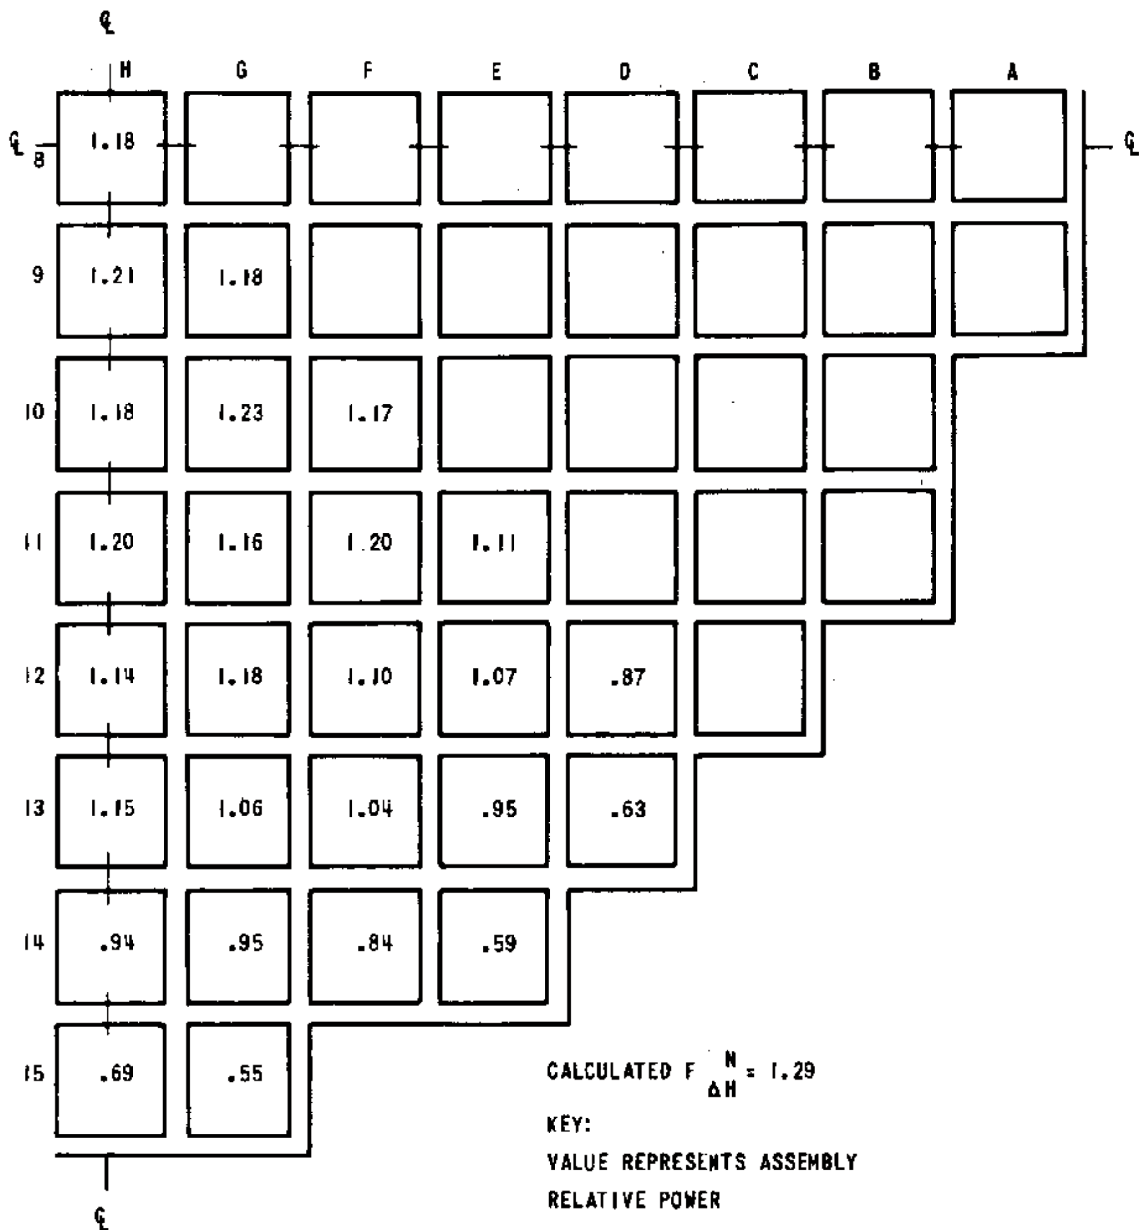 ℄
H G F E D C B A
℄ 8 1.18 ℄
9 1.21 1.18
10 1.18 1.23 1.17
11 1.20 1.16 1.20 1.11
12 1.14 1.18 1.10 1.07 .87
13 1.15 1.06 1.04 .95 .63
14 .94 .95 .84 .59
15 .69 .55
CALCULATED F N ΔH = 1.29
KEY:
VALUE REPRESENTS ASSEMBLY
RELATIVE POWER
℄